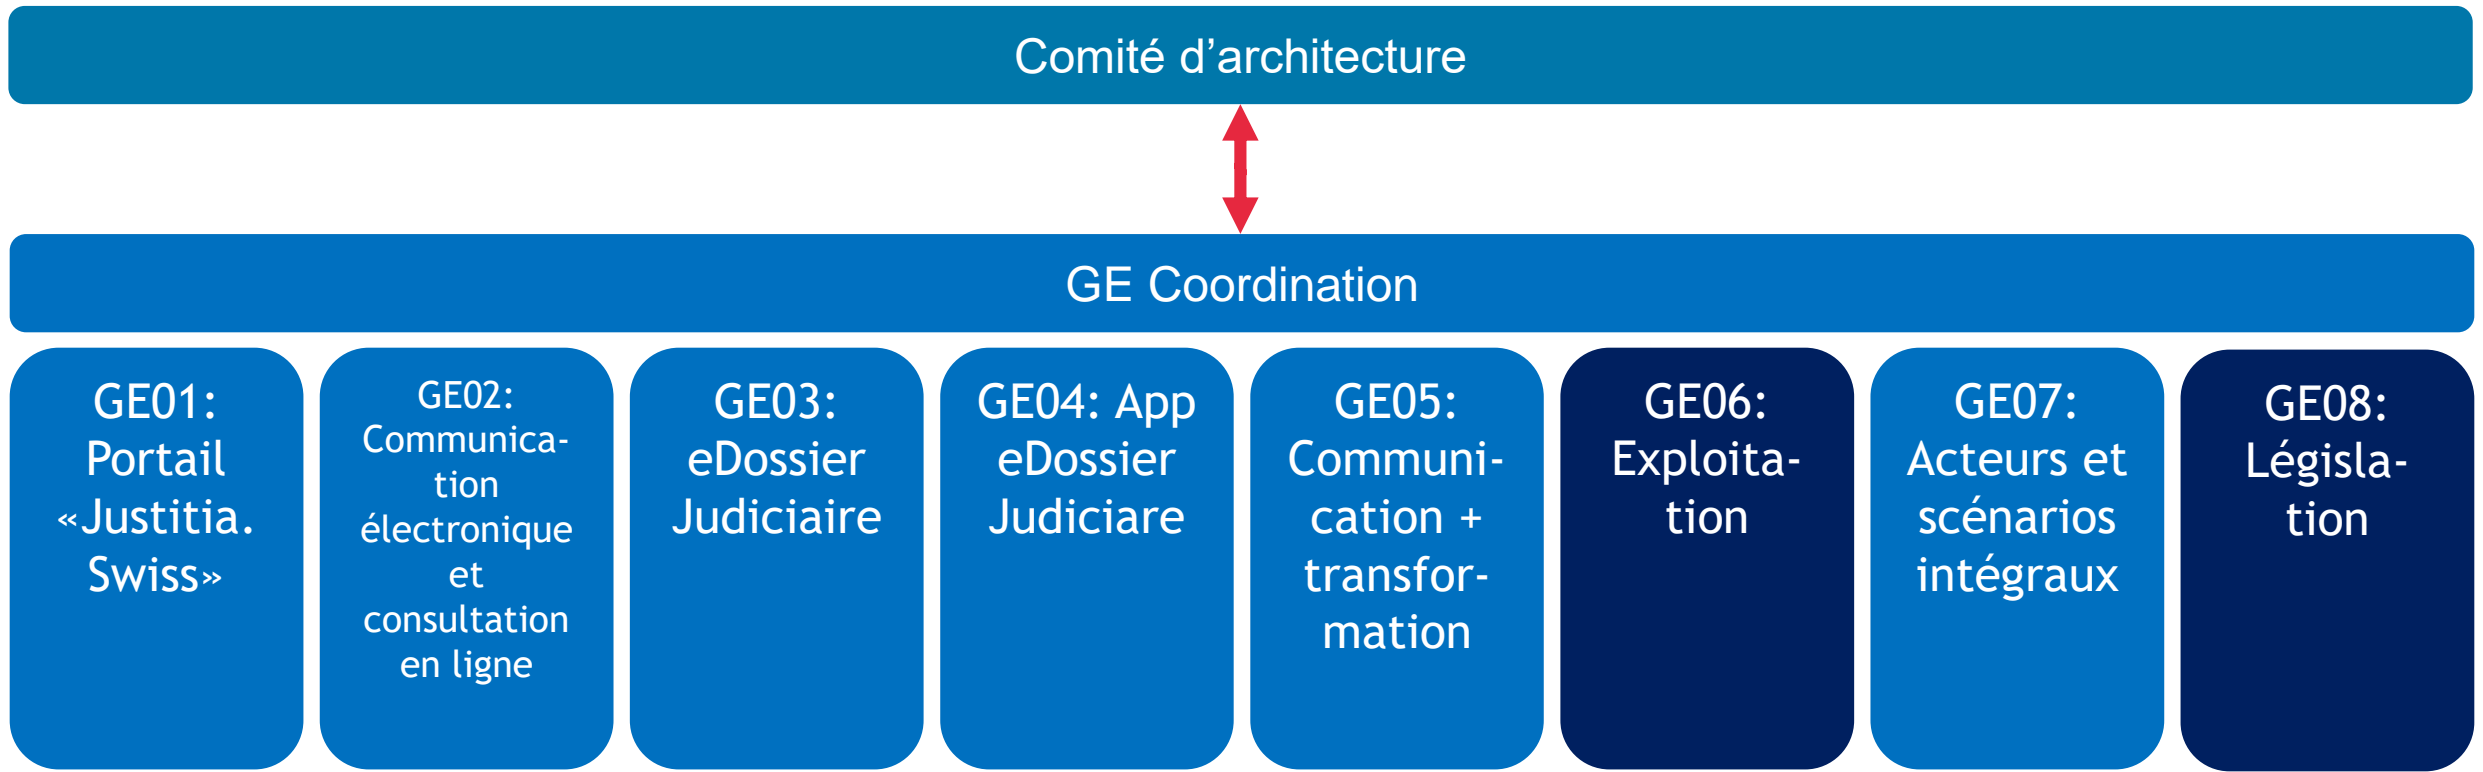 Comité d’architecture
GE Coordination
GE01:
Portail
«Justitia.
Swiss»
GE02:
Communica-
tion
électronique
et
consultation
en ligne
GE03:
eDossier
Judiciaire
GE04: App
eDossier
Judiciare
GE05:
Communi-
cation +
transfor-
mation
GE06:
Exploita-
tion
GE07:
Acteurs et
scénarios
intégraux
GE08:
Législa-
tion